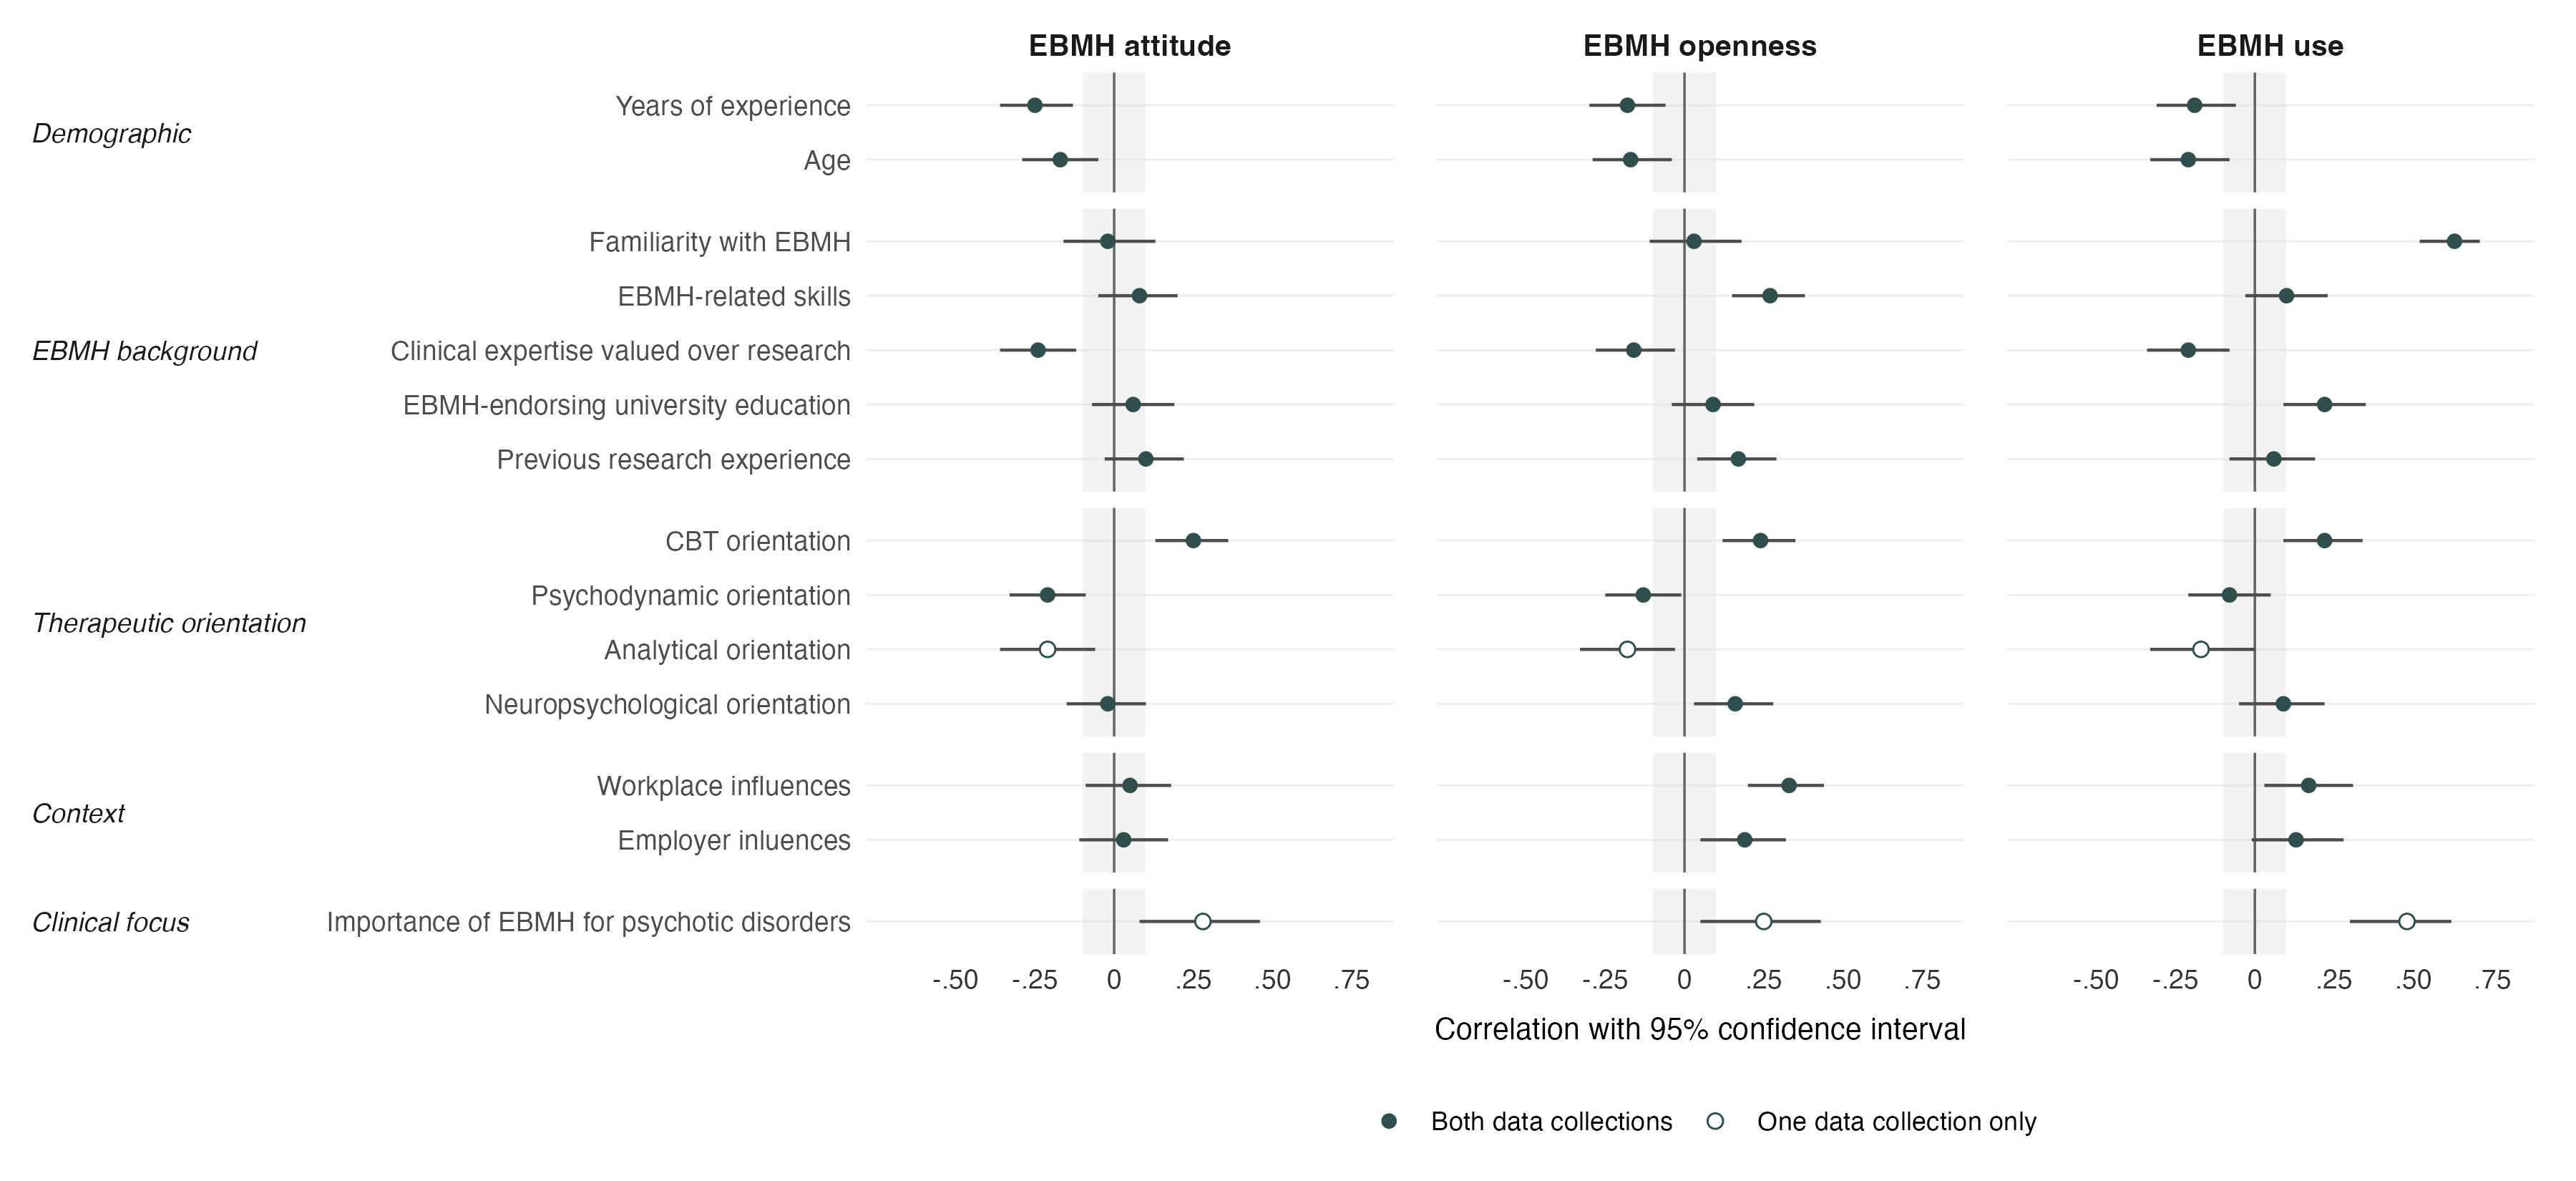 EBMH attitude EBMH openness EBMH use
Demographic
Years of experience
Age
EBMH background
Familiarity with EBMH
EBMH-related skills
Clinical expertise valued over research
EBMH-endorsing university education
Previous research experience
Therapeutic orientation
CBT orientation
Psychodynamic orientation
Analytical orientation
Neuropsychological orientation
Context
Workplace influences
Employer inluences
Clinical focus
Importance of EBMH for psychotic disorders
-.50 -.25 0 .25 .50 .75 -.50 -.25 0 .25 .50 .75 -.50 -.25 0 .25 .50 .75
Correlation with 95% confidence interval
Both data collections One data collection only